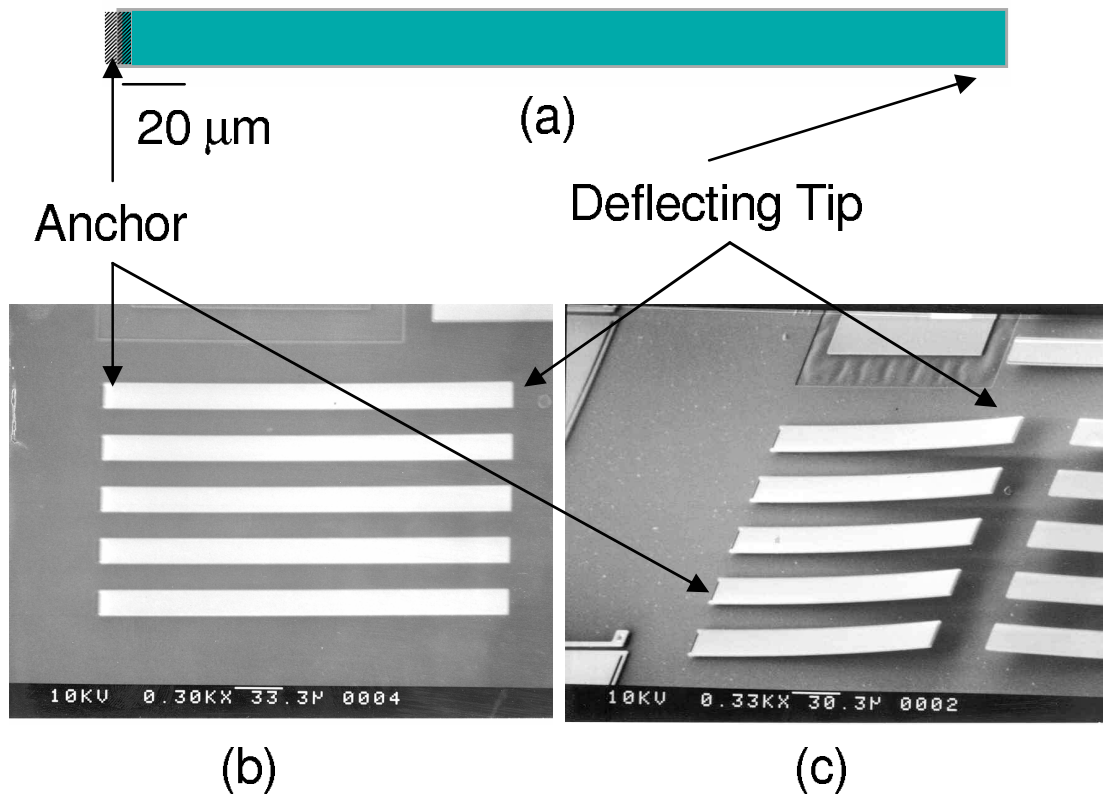 20 μm
(a)
Anchor
Deflecting Tip
10KV 0.30KX 33.3μ 0004
10KV 0.33KX 30.3μ 0002
(b)
(c)